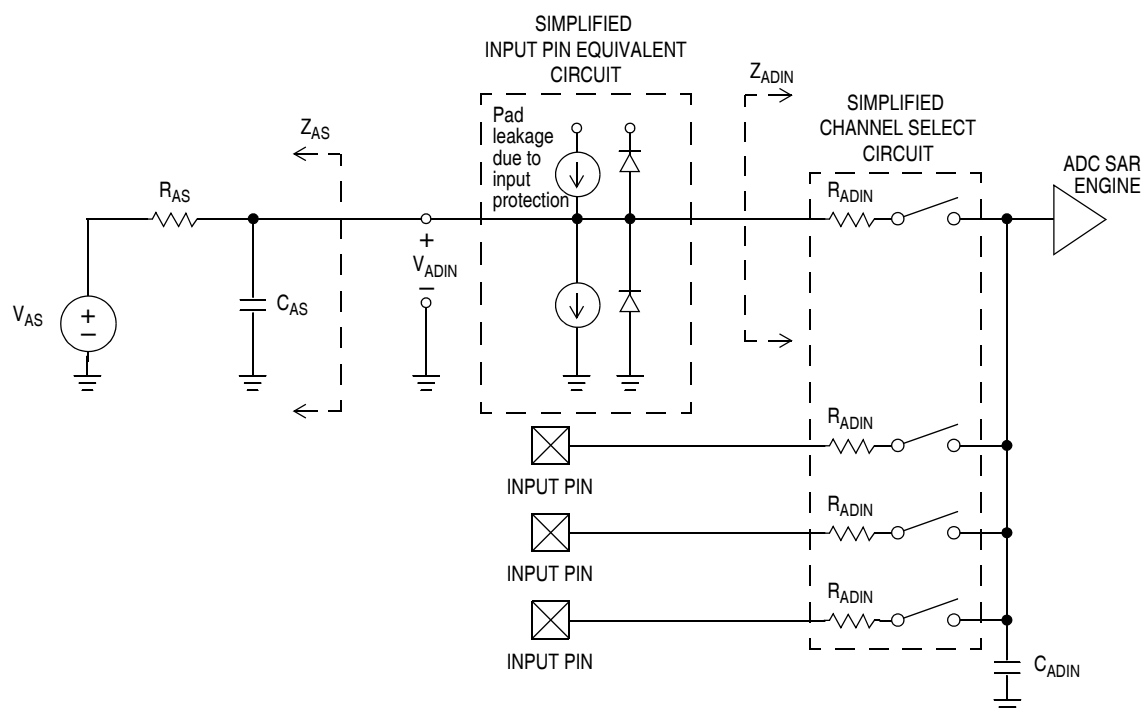 SIMPLIFIED
INPUT PIN EQUIVALENT
CIRCUIT
Pad
leakage
due to
input
protection
ZADIN
SIMPLIFIED
CHANNEL SELECT
CIRCUIT
ADC SAR
ENGINE
ZAS
RAS
RADIN
+
VADIN
−
CAS
VAS
+
−
RADIN
INPUT PIN
RADIN
INPUT PIN
RADIN
INPUT PIN
CADIN